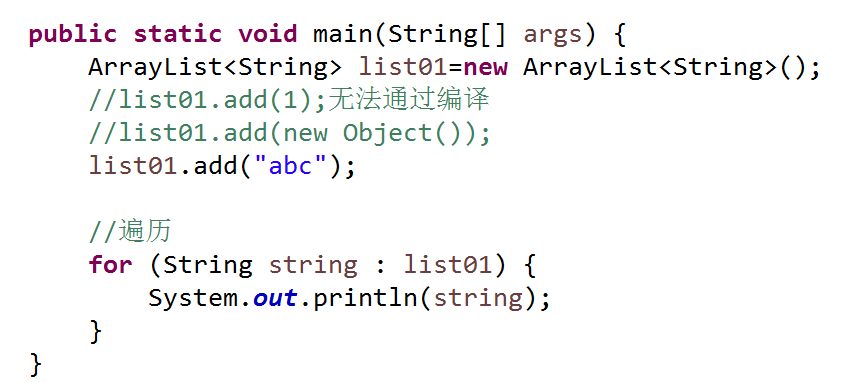 public static void main(String[] args) {
    ArrayList<String> list01=new ArrayList<String>();
    //list01.add(1);无法通过编译
    //list01.add(new Object());
    list01.add("abc");

    //遍历
    for (String string : list01) {
        System.out.println(string);
    }
}